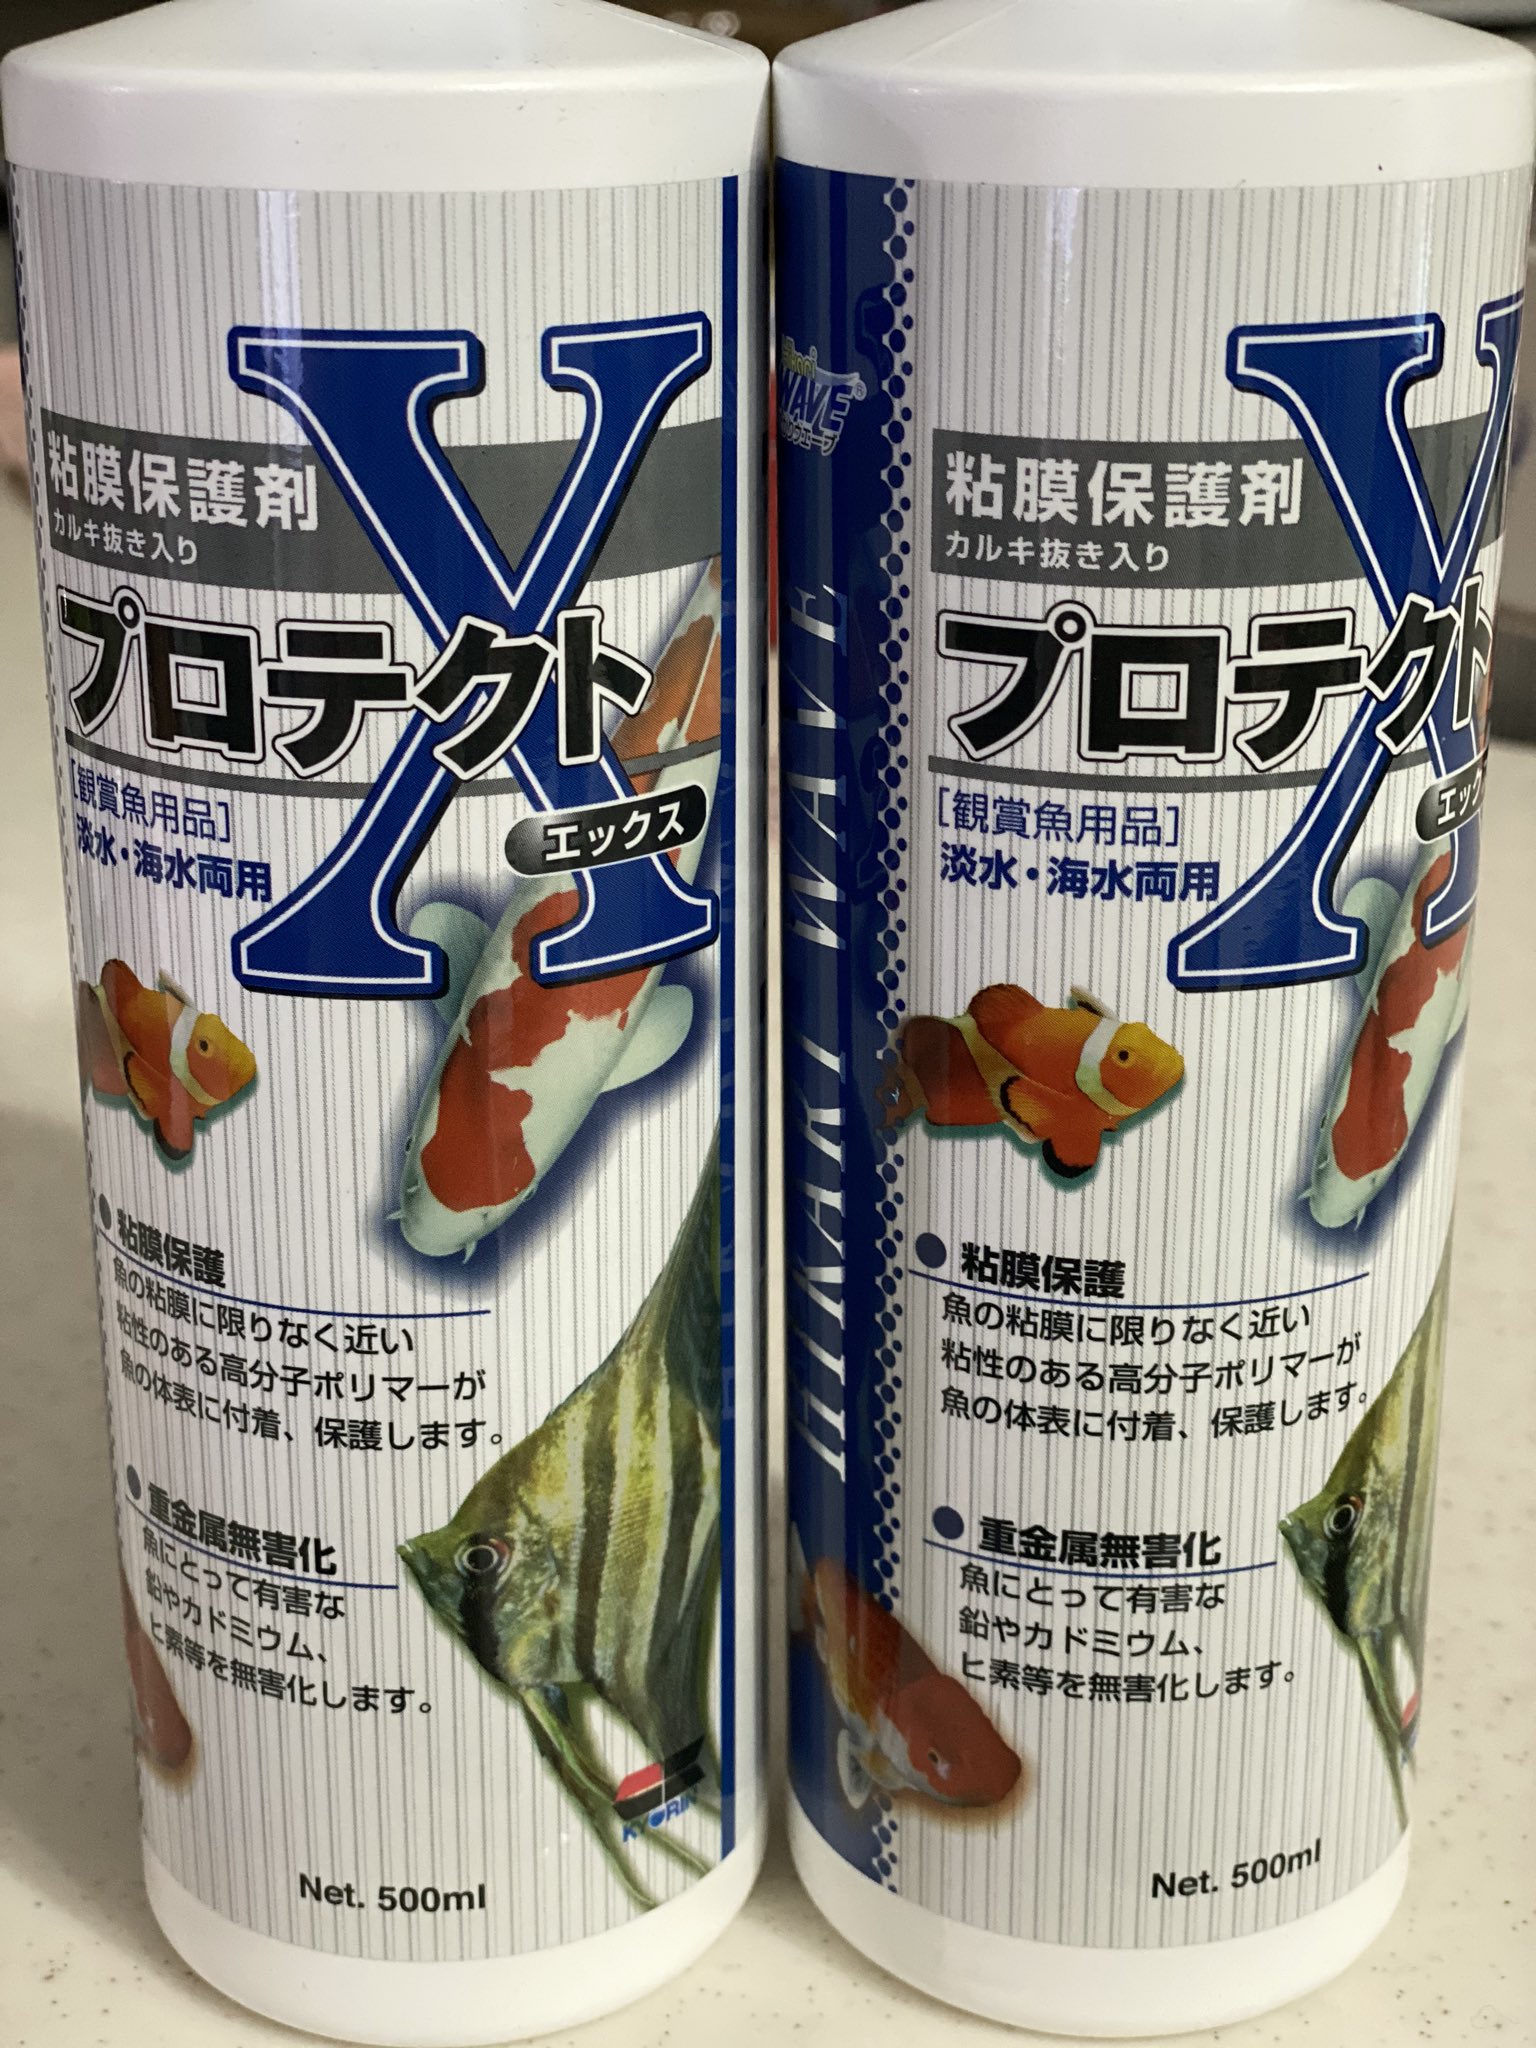 X
粘膜保護剤
カルキ抜き入り
プロテクト
エックス
[観賞魚用品]
淡水・海水両用
粘膜保護
魚の粘膜に限りなく近い
粘性のある高分子ポリマーが
魚の体表に付着、保護します。
重金属無害化
魚にとって有害な
鉛やカドミウム、
ヒ素等を無害化します。
KYORIN
Net. 500ml
WAVE®
HIKARI WAVE
X
粘膜保護剤
カルキ抜き入り
プロテクト
エック
[観賞魚用品]
淡水・海水両用
粘膜保護
魚の粘膜に限りなく近い
粘性のある高分子ポリマーが
魚の体表に付着、保護します。
重金属無害化
魚にとって有害な
鉛やカドミウム、
ヒ素等を無害化します。
Net. 500ml